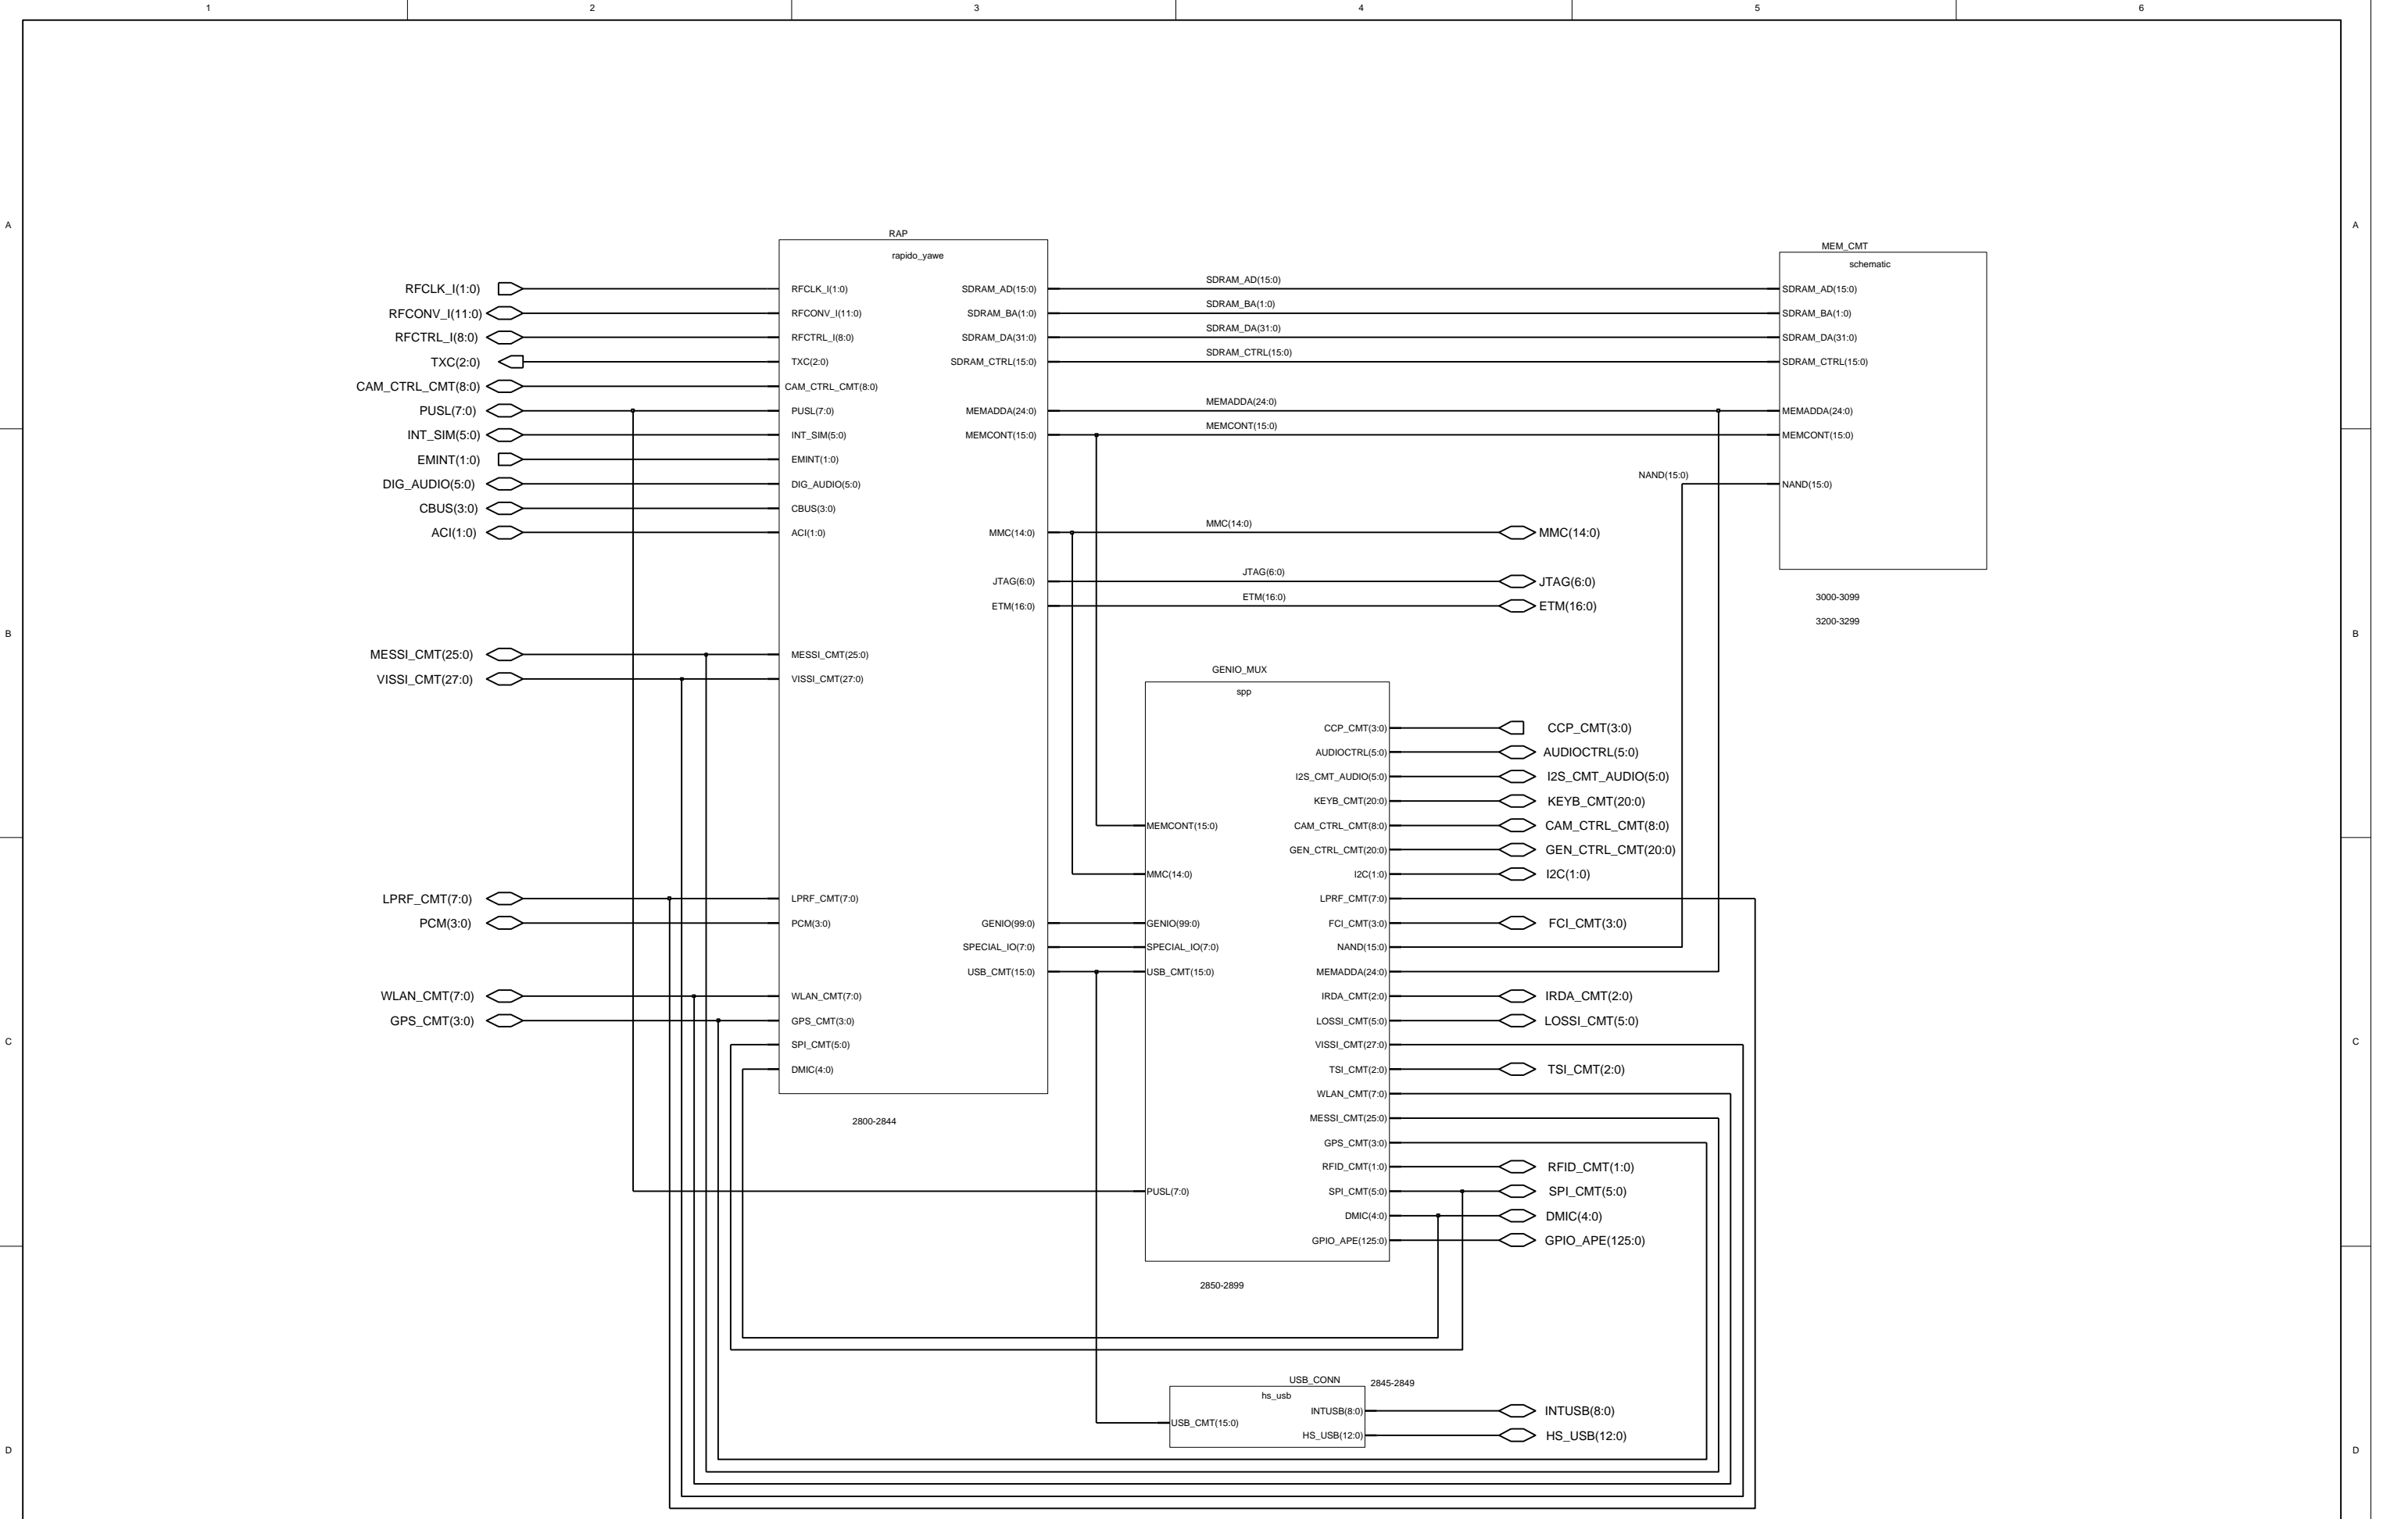 1 2 3 4 5 6
A A
RAP
MEM_CMT
rapido_yawe
schematic
RFCLK_I(1:0) RFCLK_I(1:0) SDRAM_AD(15:0) SDRAM_AD(15:0) SDRAM_AD(15:0)
RFCONV_I(11:0) RFCONV_I(11:0) SDRAM_BA(1:0) SDRAM_BA(1:0) SDRAM_BA(1:0)
RFCTRL_I(8:0) RFCTRL_I(8:0) SDRAM_DA(31:0) SDRAM_DA(31:0) SDRAM_DA(31:0)
TXC(2:0) TXC(2:0) SDRAM_CTRL(15:0) SDRAM_CTRL(15:0) SDRAM_CTRL(15:0)
CAM_CTRL_CMT(8:0) CAM_CTRL_CMT(8:0)
PUSL(7:0) PUSL(7:0) MEMADDA(24:0) MEMADDA(24:0) MEMADDA(24:0)
INT_SIM(5:0) INT_SIM(5:0) MEMCONT(15:0) MEMCONT(15:0) MEMCONT(15:0)
EMINT(1:0) EMINT(1:0)
DIG_AUDIO(5:0) DIG_AUDIO(5:0) NAND(15:0) NAND(15:0)
CBUS(3:0) CBUS(3:0)
ACI(1:0) ACI(1:0) MMC(14:0) MMC(14:0) MMC(14:0)
JTAG(6:0) JTAG(6:0) JTAG(6:0)
ETM(16:0) ETM(16:0) ETM(16:0)
3000-3099
3200-3299
B B
MESSI_CMT(25:0) MESSI_CMT(25:0)
VISSI_CMT(27:0) VISSI_CMT(27:0)
GENIO_MUX
spp
CCP_CMT(3:0) CCP_CMT(3:0)
AUDIOCTRL(5:0) AUDIOCTRL(5:0)
I2S_CMT_AUDIO(5:0) I2S_CMT_AUDIO(5:0)
KEYB_CMT(20:0) KEYB_CMT(20:0)
MEMCONT(15:0) CAM_CTRL_CMT(8:0) CAM_CTRL_CMT(8:0)
GEN_CTRL_CMT(20:0) GEN_CTRL_CMT(20:0)
MMC(14:0) I2C(1:0) I2C(1:0)
LPRF_CMT(7:0) LPRF_CMT(7:0) LPRF_CMT(7:0)
PCM(3:0) PCM(3:0) GENIO(99:0) GENIO(99:0) FCI_CMT(3:0) FCI_CMT(3:0)
SPECIAL_IO(7:0) SPECIAL_IO(7:0) NAND(15:0)
USB_CMT(15:0) USB_CMT(15:0) MEMADDA(24:0)
WLAN_CMT(7:0) WLAN_CMT(7:0) IRDA_CMT(2:0) IRDA_CMT(2:0)
GPS_CMT(3:0) GPS_CMT(3:0) LOSSI_CMT(5:0) LOSSI_CMT(5:0)
C C
SPI_CMT(5:0) VISSI_CMT(27:0)
DMIC(4:0) TSI_CMT(2:0) TSI_CMT(2:0)
WLAN_CMT(7:0)
2800-2844 MESSI_CMT(25:0)
GPS_CMT(3:0)
RFID_CMT(1:0) RFID_CMT(1:0)
PUSL(7:0) SPI_CMT(5:0) SPI_CMT(5:0)
DMIC(4:0) DMIC(4:0)
GPIO_APE(125:0) GPIO_APE(125:0)
2850-2899
USB_CONN 2845-2849
hs_usb
INTUSB(8:0) INTUSB(8:0)
USB_CMT(15:0)
HS_USB(12:0) HS_USB(12:0)
D D